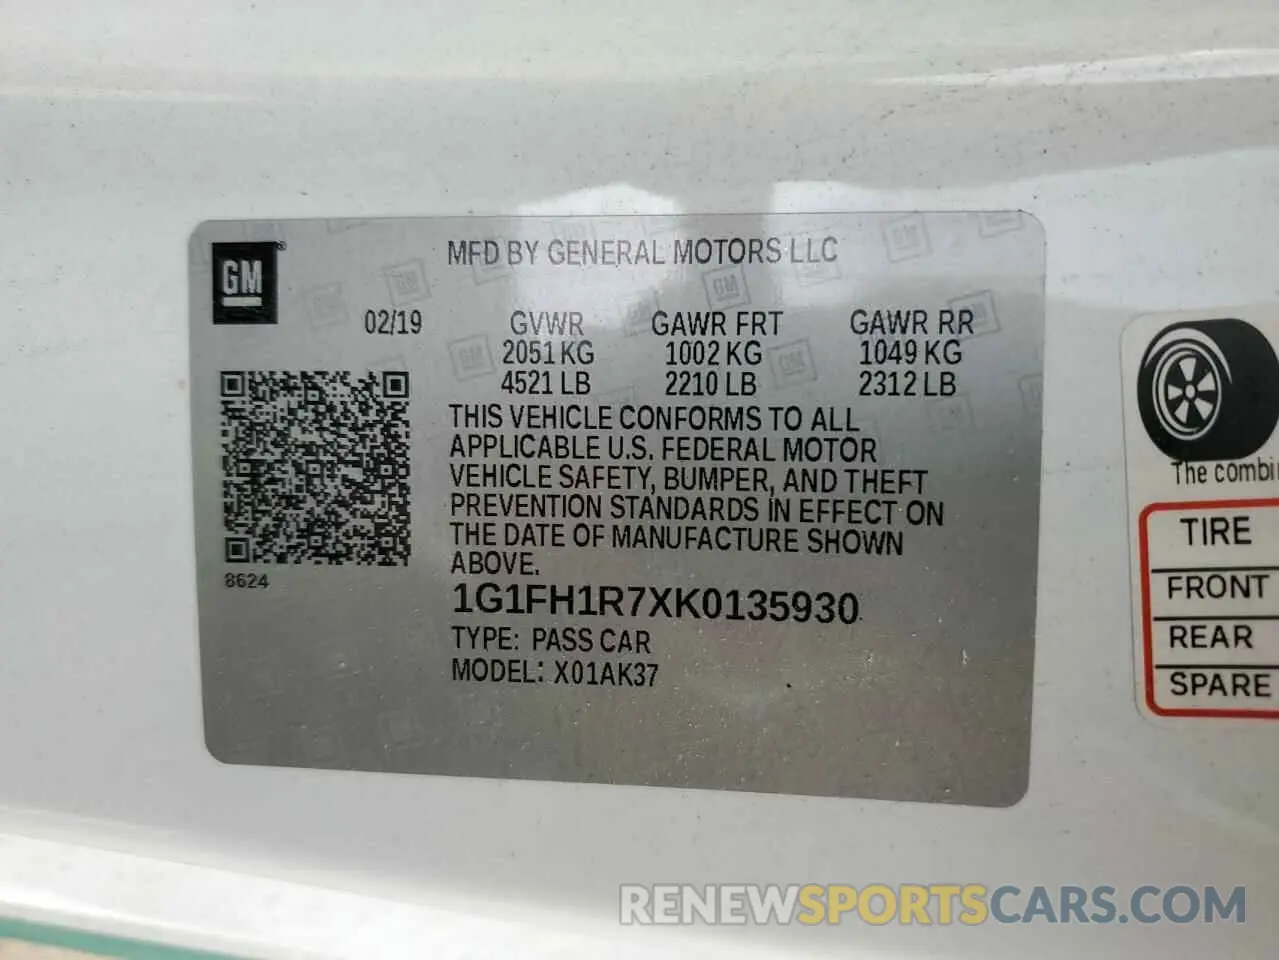 GM®
MFD BY GENERAL MOTORS LLC
02/19 GVWR GAWR FRT GAWR RR
2051 KG 1002 KG 1049 KG
4521 LB 2210 LB 2312 LB
THIS VEHICLE CONFORMS TO ALL
APPLICABLE U.S. FEDERAL MOTOR
VEHICLE SAFETY, BUMPER, AND THEFT
PREVENTION STANDARDS IN EFFECT ON
THE DATE OF MANUFACTURE SHOWN
ABOVE.
8624
1G1FH1R7XK0135930
TYPE: PASS CAR
MODEL: X01AK37
The combi
TIRE
FRONT
REAR
SPARE
RENEWSPORTSCARS.COM